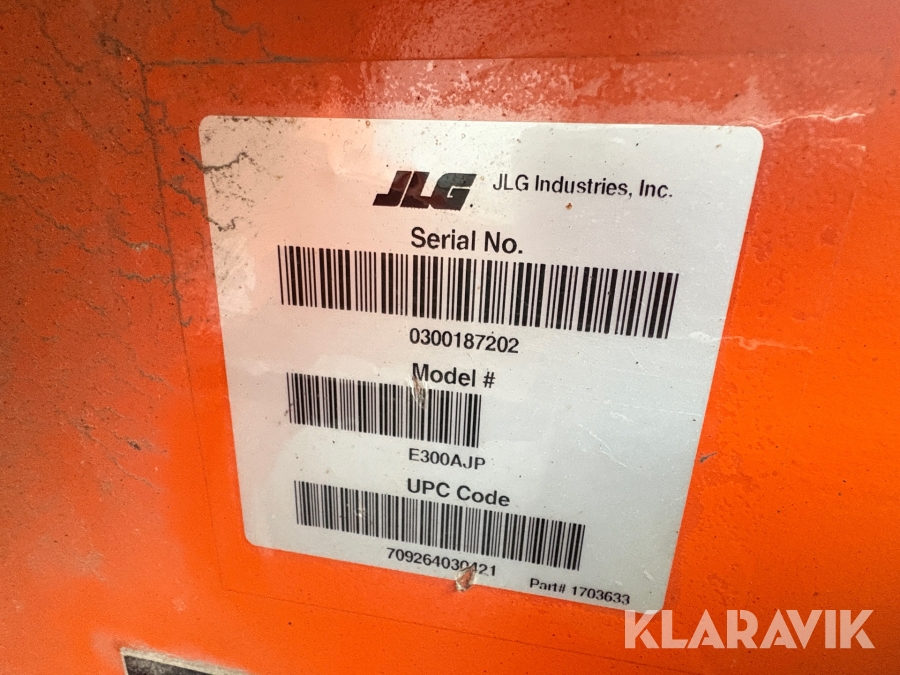 JLG JLG Industries, Inc.
Serial No.
0300187202
Model #
E300AJP
UPC Code
709264030421
Part# 1703633
KLARAVIK